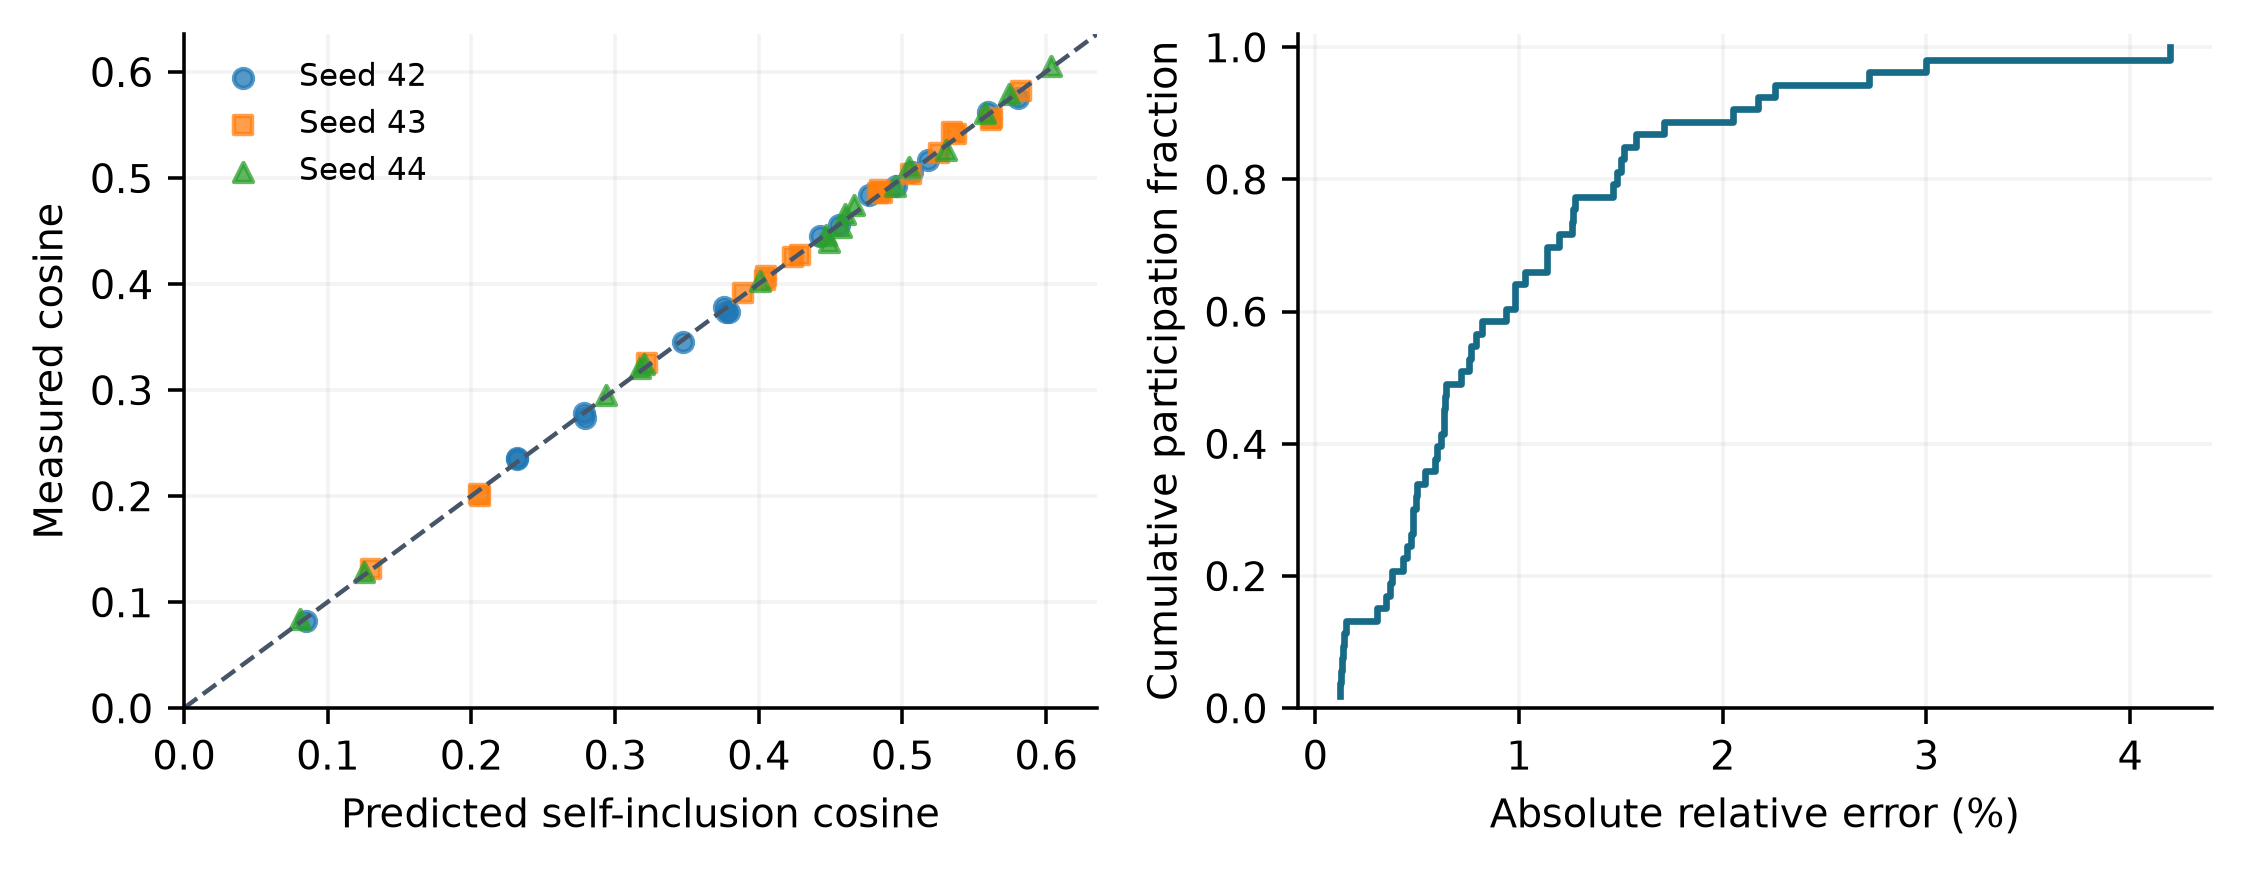 Measured cosine
0.6
0.5
0.4
0.3
0.2
0.1
0.0
Seed 42
Seed 43
Seed 44
0.0 0.1 0.2 0.3 0.4 0.5 0.6
Predicted self-inclusion cosine
Cumulative participation fraction
1.0
0.8
0.6
0.4
0.2
0.0
0 1 2 3 4
Absolute relative error (%)